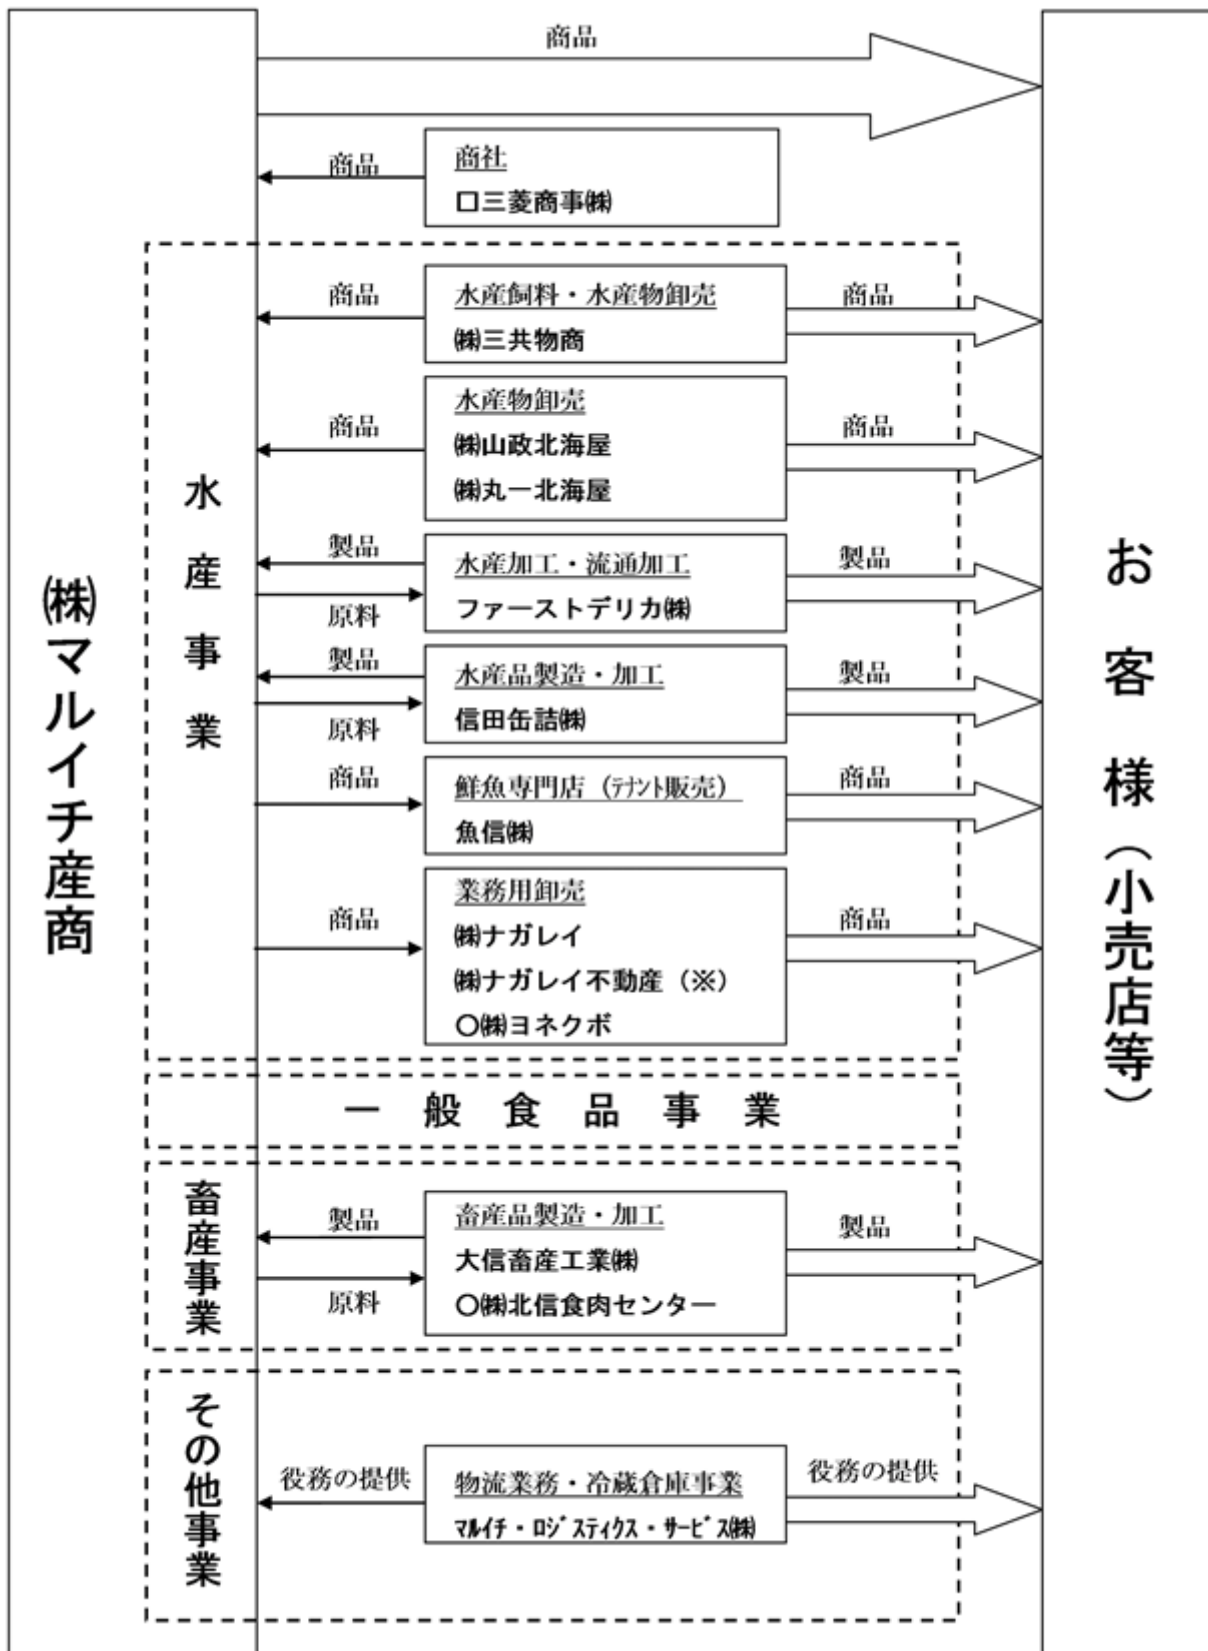 ㈱マルイチ産商
商品
お客様（小売店等）
商品
商社
□三菱商事㈱
水産事業
商品
水産飼料・水産物卸売
㈱三共物商
商品
商品
水産物卸売
㈱山政北海屋
㈱丸一北海屋
商品
製品
原料
水産加工・流通加工
ファーストデリカ㈱
製品
製品
原料
水産品製造・加工
信田缶詰㈱
製品
商品
鮮魚専門店（ﾃﾅﾝﾄ販売）
魚信㈱
商品
商品
業務用卸売
㈱ナガレイ
㈱ナガレイ不動産（※）
○㈱ヨネクボ
商品
一般食品事業
畜産事業
製品
原料
畜産品製造・加工
大信畜産工業㈱
○㈱北信食肉センター
製品
その他事業
役務の提供
物流業務・冷蔵倉庫事業
ﾏﾙｲﾁ・ﾛｼﾞｽﾃｨｸｽ・ｻｰﾋﾞｽ㈱
役務の提供